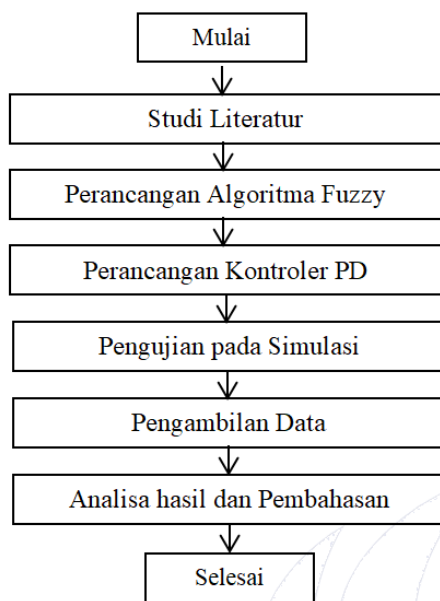 Mulai
Studi Literatur
Perancangan Algoritma Fuzzy
Perancangan Kontroler PD
Pengujian pada Simulasi
Pengambilan Data
Analisa hasil dan Pembahasan
Selesai